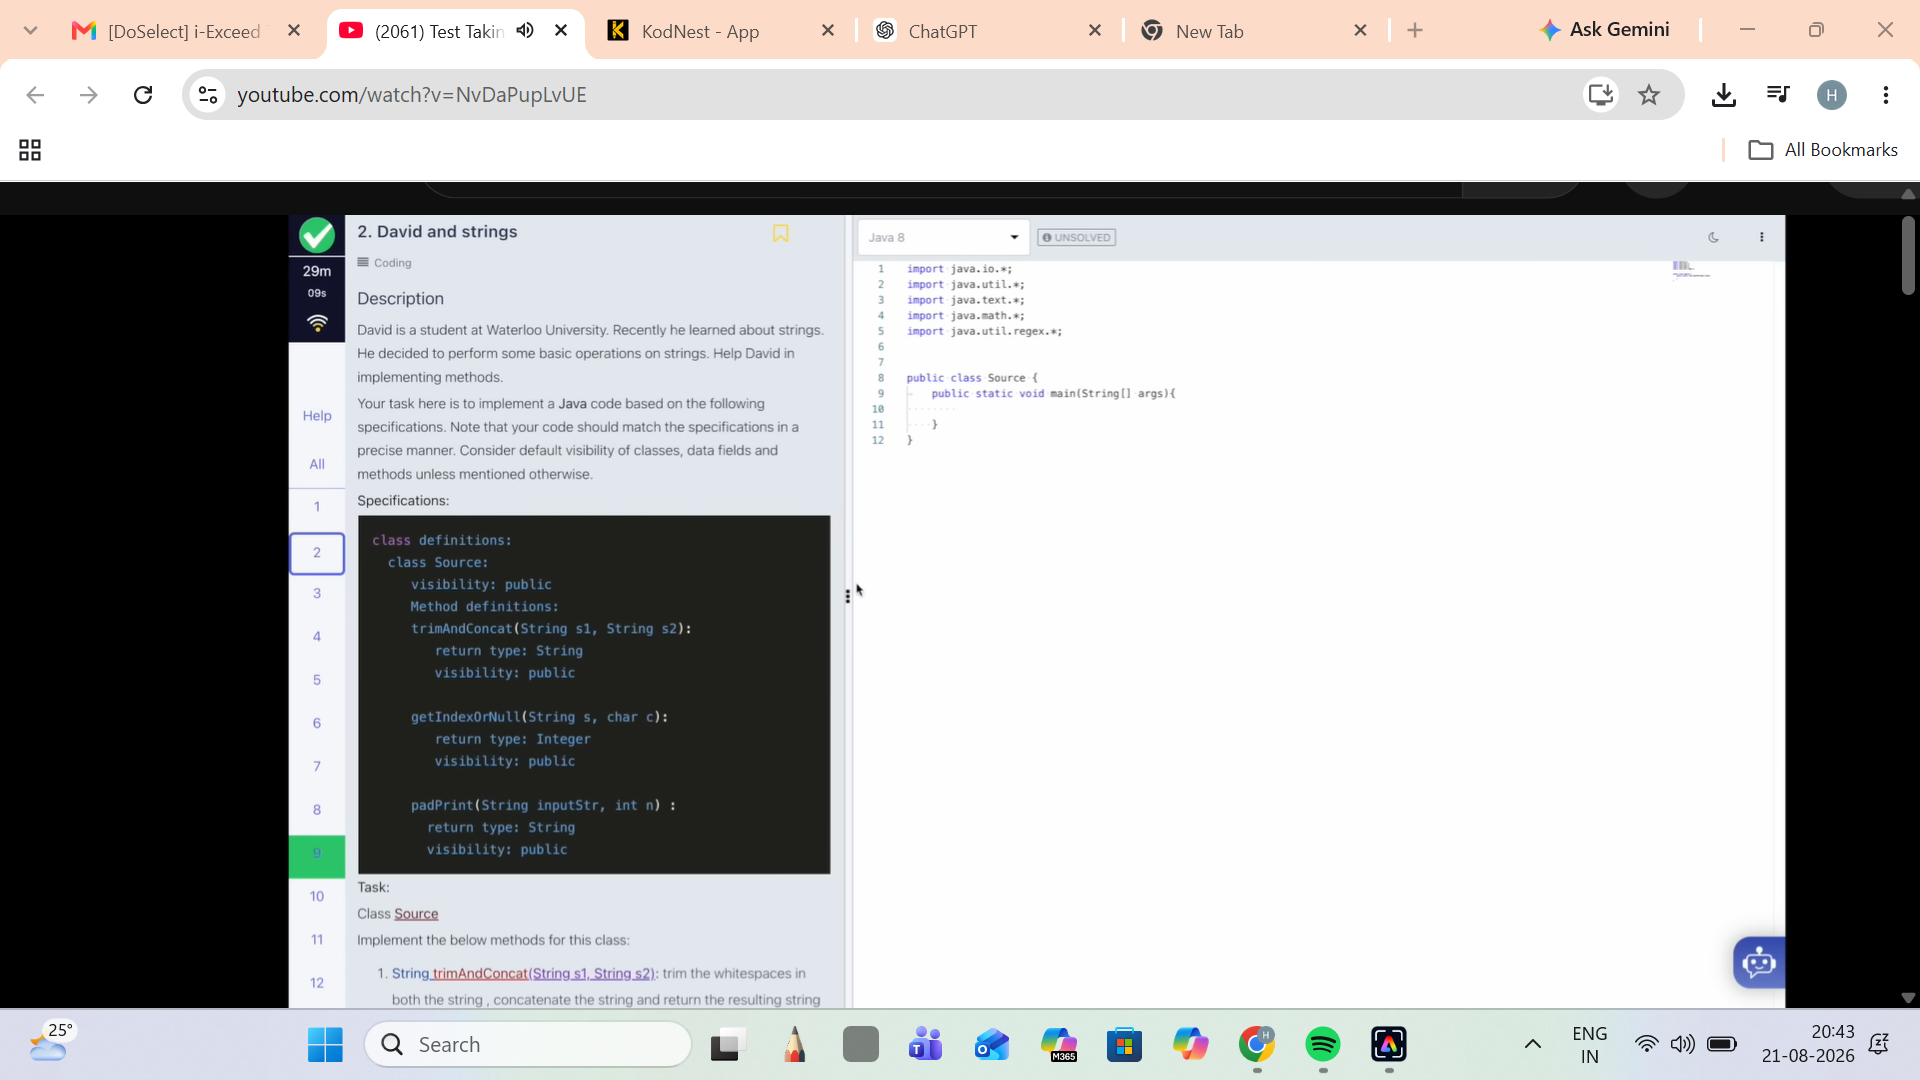 [DoSelect] i-Exceed
(2061) Test Takin
KodNest - App
ChatGPT
New Tab
Ask Gemini
youtube.com/watch?v=NvDaPupLvUE
H
All Bookmarks
29m
09s
Help
All
1
2
3
4
5
6
7
8
9
10
11
12
2. David and strings
Coding
Description
David is a student at Waterloo University. Recently he learned about strings.
He decided to perform some basic operations on strings. Help David in
implementing methods.
Your task here is to implement a Java code based on the following
specifications. Note that your code should match the specifications in a
precise manner. Consider default visibility of classes, data fields and
methods unless mentioned otherwise.
Specifications:
class definitions:
class Source:
visibility: public
Method definitions:
trimAndConcat(String s1, String s2):
return type: String
visibility: public
getIndexOrNull(String s, char c):
return type: Integer
visibility: public
padPrint(String inputStr, int n) :
return type: String
visibility: public
Task:
Class Source
Implement the below methods for this class:
1. String trimAndConcat(String s1, String s2): trim the whitespaces in
both the string , concatenate the string and return the resulting string
Java 8
UNSOLVED
1 import java.io.*;
2 import java.util.*;
3 import java.text.*;
4 import java.math.*;
5 import java.util.regex.*;
6
7
8 public class Source {
9 public static void main(String[] args){
10
11 }
12 }
25°
Search
T
M365
H
ENG
IN
20:43
21-08-2026